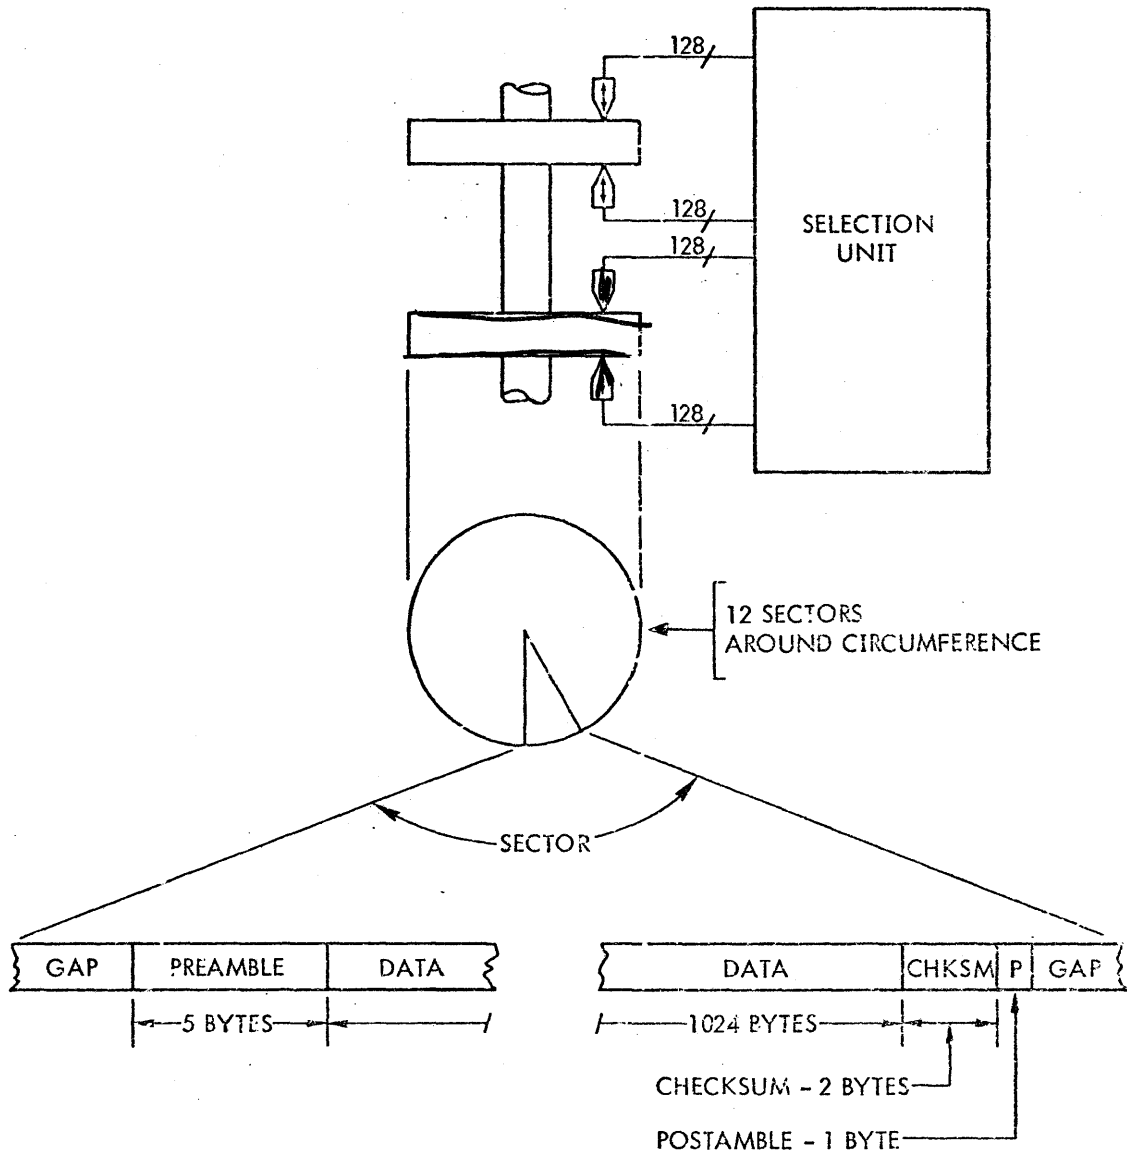 128
128
128
128
SELECTION
UNIT
12 SECTORS
AROUND CIRCUMFERENCE
SECTOR
GAP PREAMBLE DATA DATA CHKSM P GAP
5 BYTES 1024 BYTES
CHECKSUM - 2 BYTES
POSTAMBLE - 1 BYTE